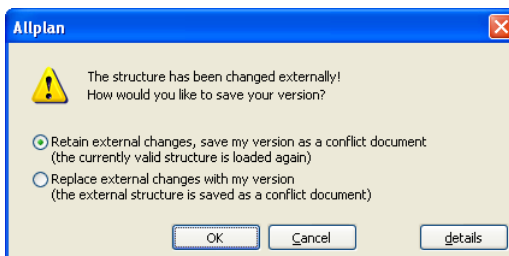 Allplan
The structure has been changed externally!
How would you like to save your version?
Retain external changes, save my version as a conflict document
(the currently valid structure is loaded again)
Replace external changes with my version
(the external structure is saved as a conflict document)
OK Cancel details